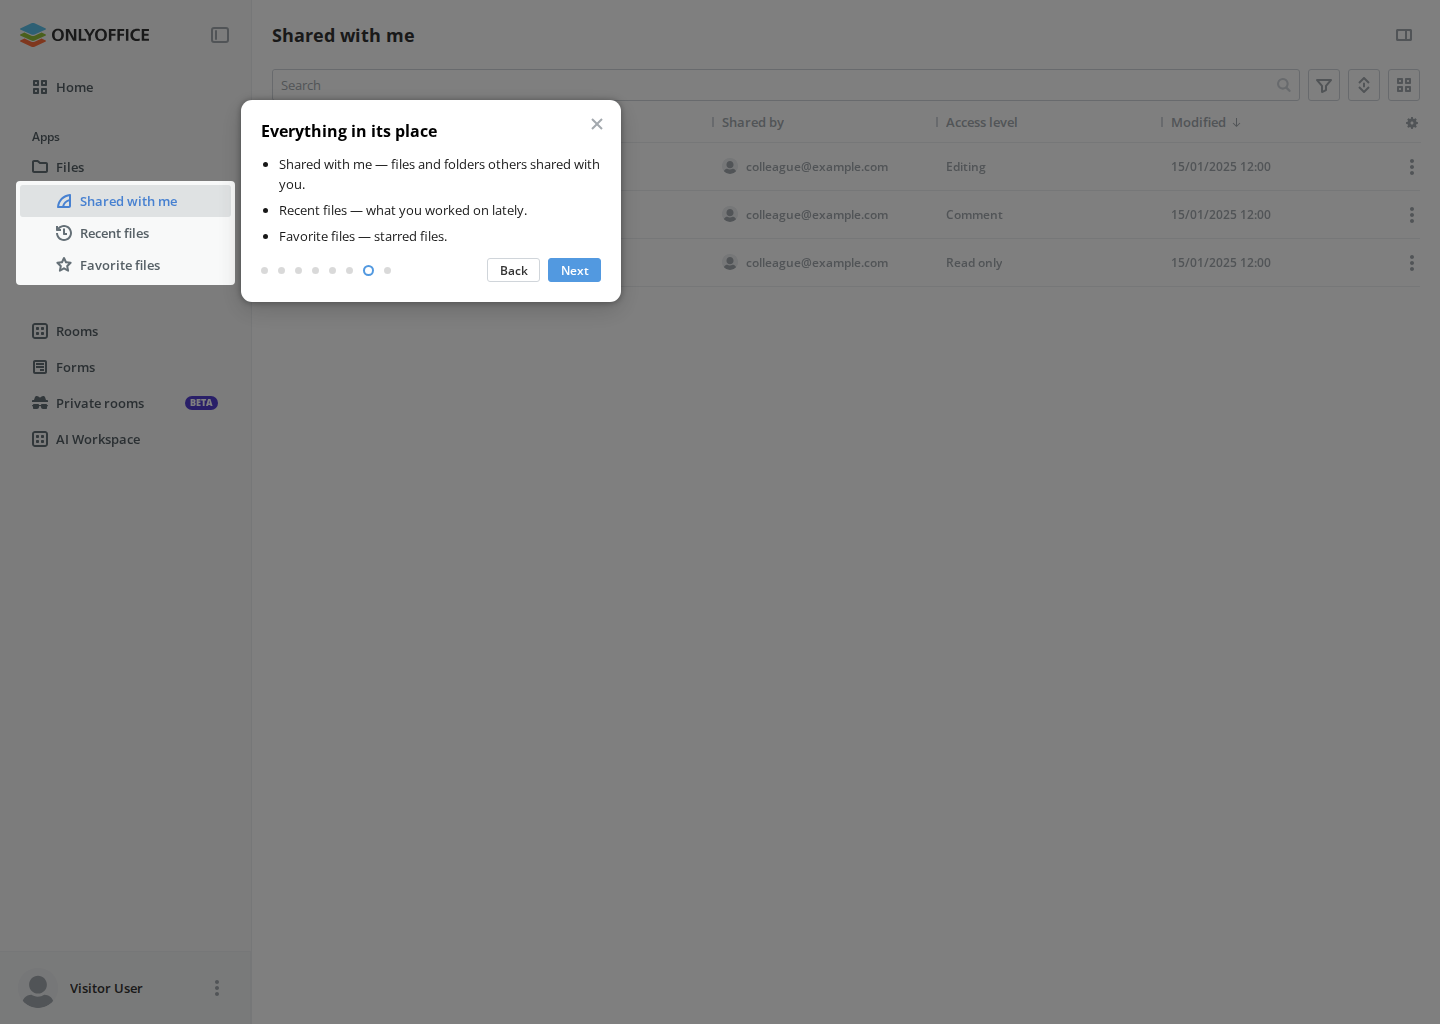 ONLYOFFICE
Home
Apps
Files
Shared with me
Recent files
Favorite files
Rooms
Forms
Private rooms BETA
AI Workspace
Visitor User
Shared with me
Search
Shared by Access level Modified
colleague@example.com Editing 15/01/2025 12:00
colleague@example.com Comment 15/01/2025 12:00
colleague@example.com Read only 15/01/2025 12:00
Everything in its place
• Shared with me — files and folders others shared with
you.
• Recent files — what you worked on lately.
• Favorite files — starred files.
Back Next